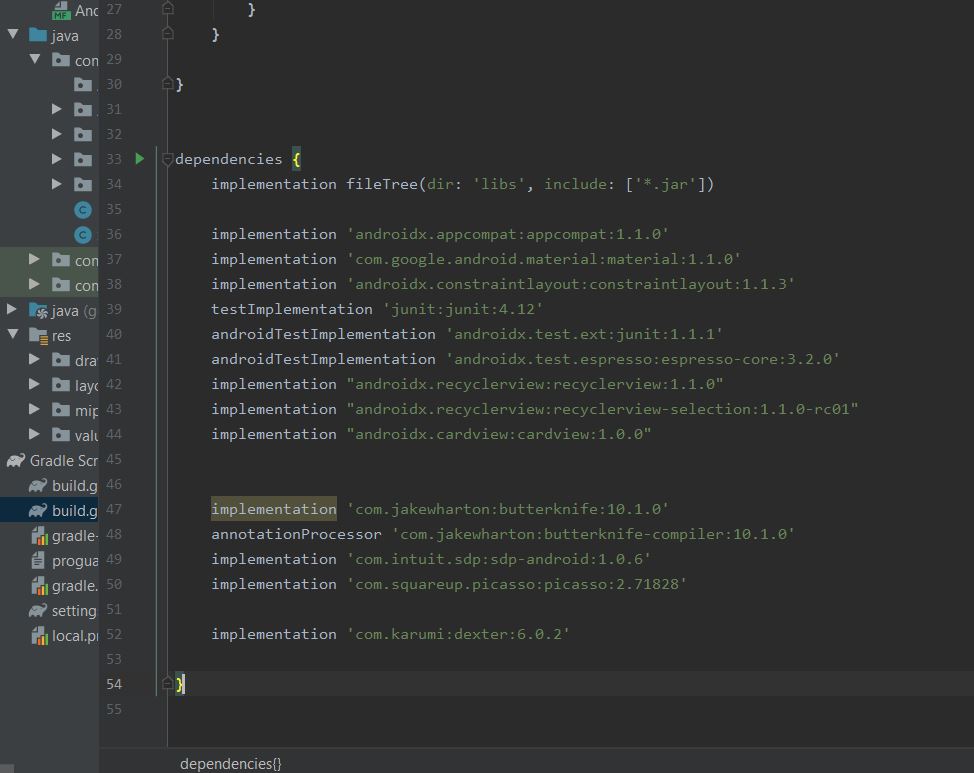 And
java
com
com
com
java (g
res
dra
layo
mip
valu
Gradle Scr
build.g
build.g
gradle-
progua
gradle.
setting
local.pr
27 }
28 }
29
30 }
31
32
33 dependencies {
34 implementation fileTree(dir: 'libs', include: ['*.jar'])
35
36 implementation 'androidx.appcompat:appcompat:1.1.0'
37 implementation 'com.google.android.material:material:1.1.0'
38 implementation 'androidx.constraintlayout:constraintlayout:1.1.3'
39 testImplementation 'junit:junit:4.12'
40 androidTestImplementation 'androidx.test.ext:junit:1.1.1'
41 androidTestImplementation 'androidx.test.espresso:espresso-core:3.2.0'
42 implementation "androidx.recyclerview:recyclerview:1.1.0"
43 implementation "androidx.recyclerview:recyclerview-selection:1.1.0-rc01"
44 implementation "androidx.cardview:cardview:1.0.0"
45
46
47 implementation 'com.jakewharton:butterknife:10.1.0'
48 annotationProcessor 'com.jakewharton:butterknife-compiler:10.1.0'
49 implementation 'com.intuit.sdp:sdp-android:1.0.6'
50 implementation 'com.squareup.picasso:picasso:2.71828'
51
52 implementation 'com.karumi:dexter:6.0.2'
53
54 }
55
dependencies{}